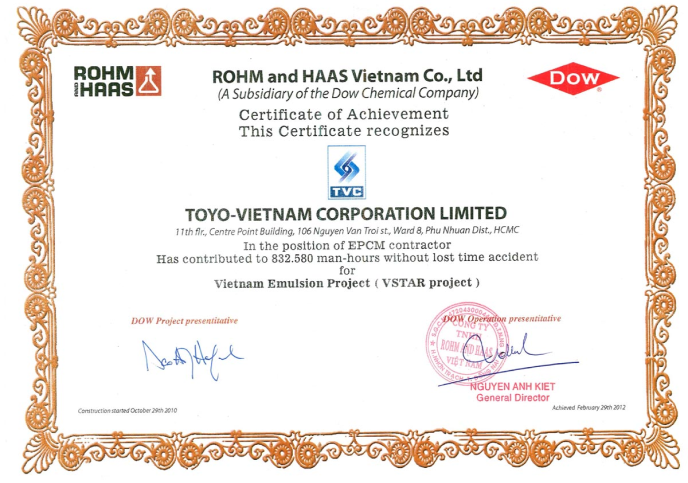 ROHM
AND HAAS
ROHM and HAAS Vietnam Co., Ltd
(A Subsidiary of the Dow Chemical Company)
DOW
Certificate of Achievement
This Certificate recognizes
TVC
TOYO-VIETNAM CORPORATION LIMITED
11th flr., Centre Point Building, 106 Nguyen Van Troi st., Ward 8, Phu Nhuan Dist., HCMC
In the position of EPCM contractor
Has contributed to 832.580 man-hours without lost time accident
for
Vietnam Emulsion Project ( VSTAR project )
DOW Project presentitative
DOW Operation presentitative
CÔNG TY
TNHH
ROHM AND HAAS
VIỆT NAM
NGUYEN ANH KIET
General Director
Construction started October 29th 2010
Achieved February 29th 2012